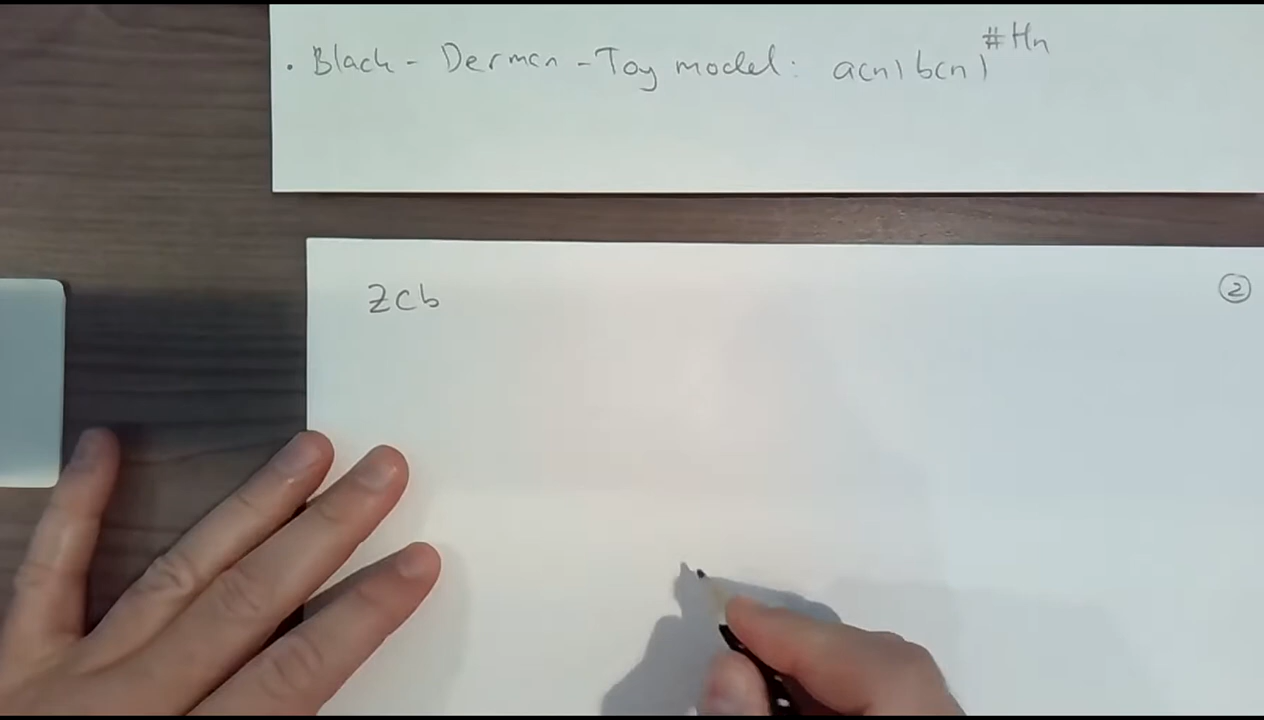 . Black - Derman - Toy model: a(n) b(n)^#Hn
ZCb
②